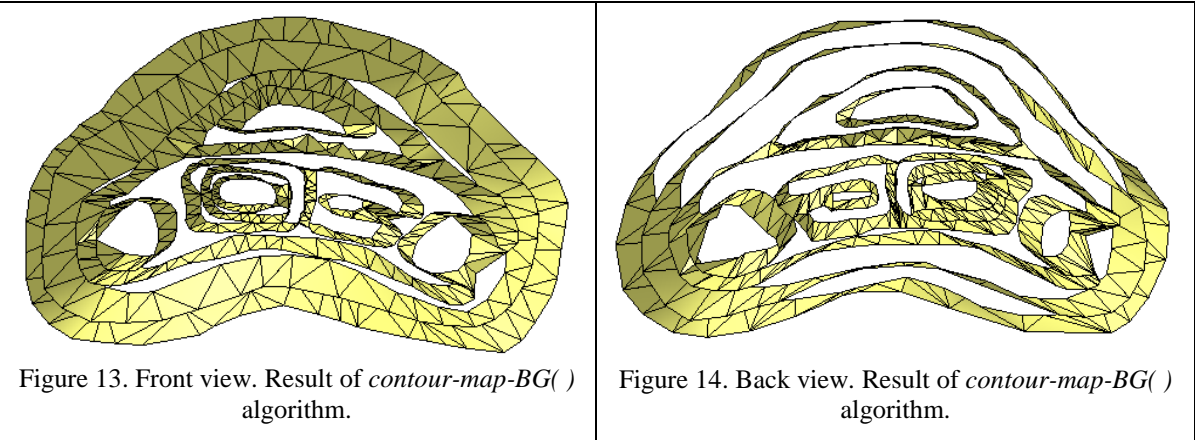 Figure 13. Front view. Result of contour-map-BG( )
algorithm.
Figure 14. Back view. Result of contour-map-BG( )
algorithm.